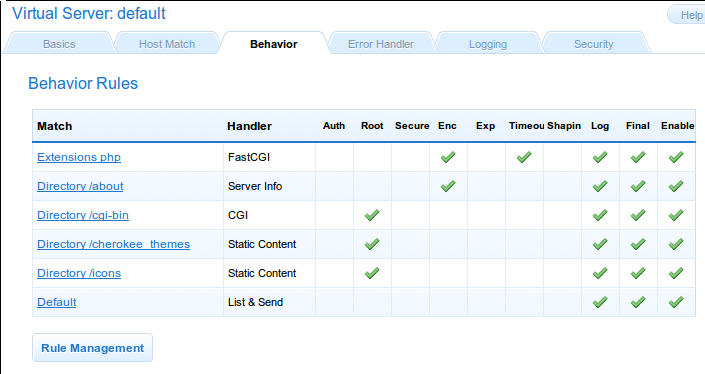 Virtual Server: default
Help
Basics Host Match Behavior Error Handler Logging Security
Behavior Rules
Match Handler Auth Root Secure Enc Exp Timeou Shapin Log Final Enable
Extensions php FastCGI
Directory /about Server Info
Directory /cgi-bin CGI
Directory /cherokee_themes Static Content
Directory /icons Static Content
Default List & Send
Rule Management